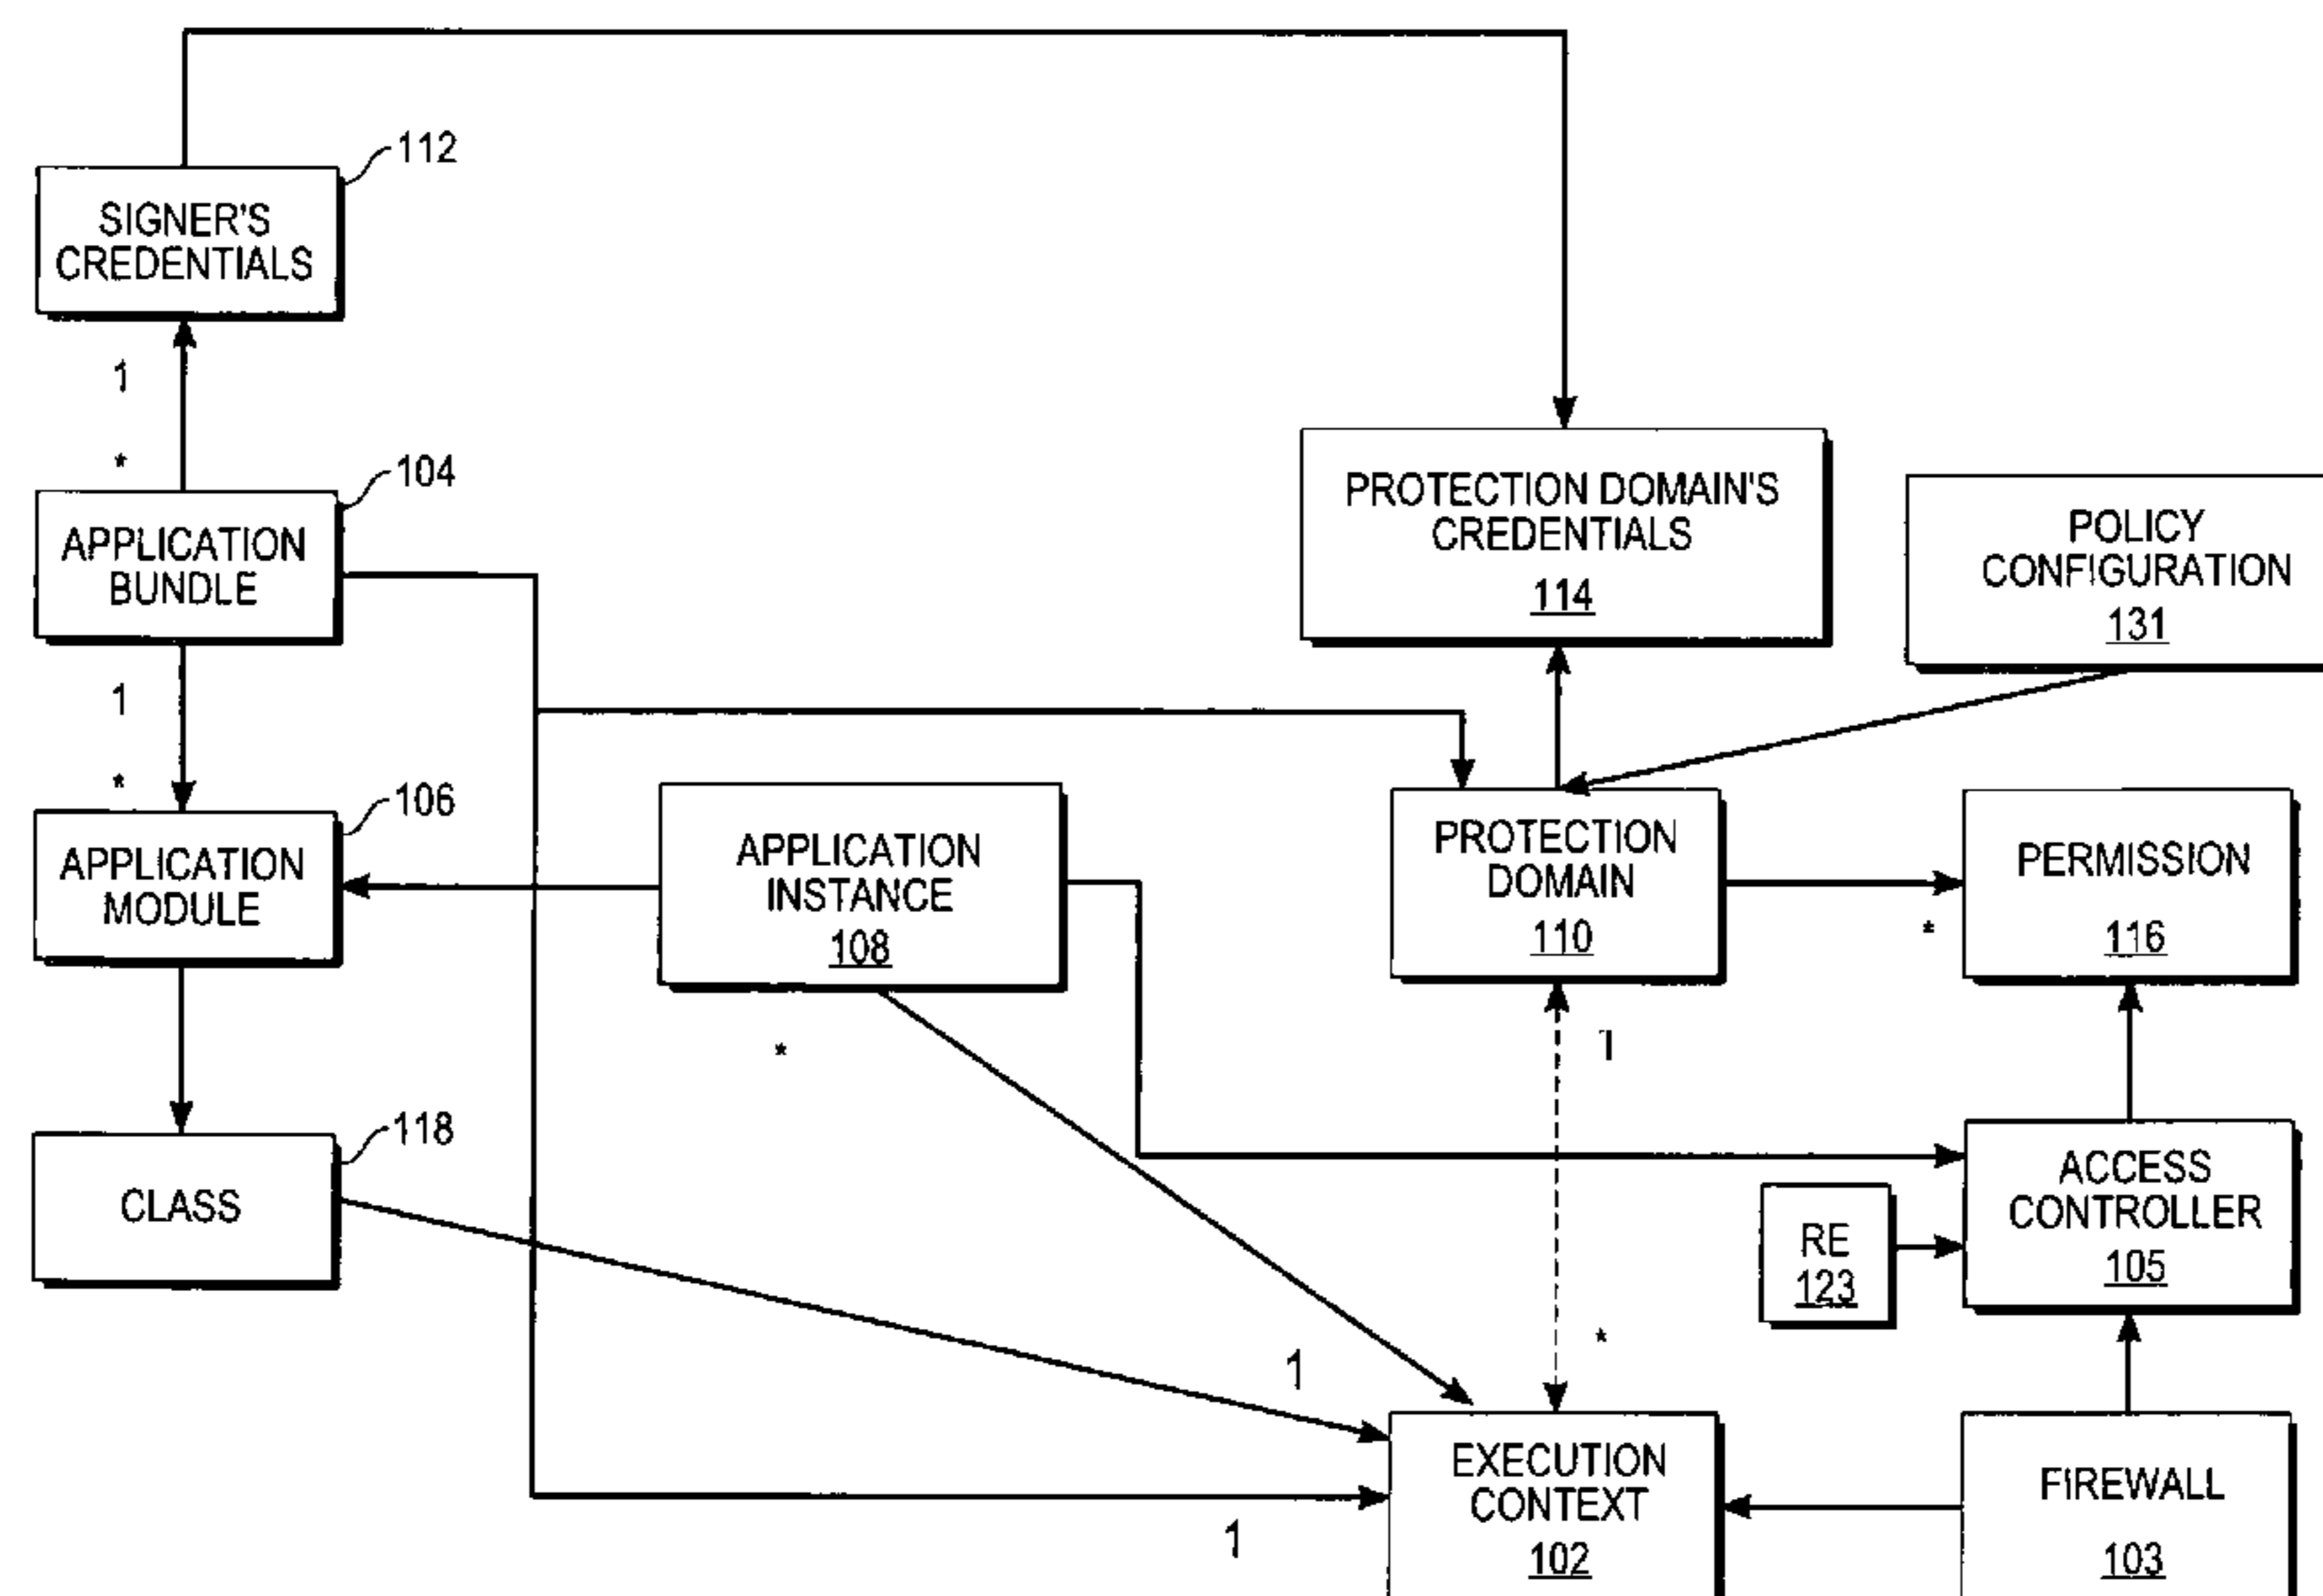 112
SIGNER'S
CREDENTIALS
1
*
104
APPLICATION
BUNDLE
PROTECTION DOMAIN'S
CREDENTIALS
114
POLICY
CONFIGURATION
131
1
*
106
APPLICATION
MODULE
APPLICATION
INSTANCE
108
PROTECTION
DOMAIN
110
*
PERMISSION
116
*
1
118
CLASS
ACCESS
CONTROLLER
105
RE
123
*
1
EXECUTION
CONTEXT
102
1
FIREWALL
103